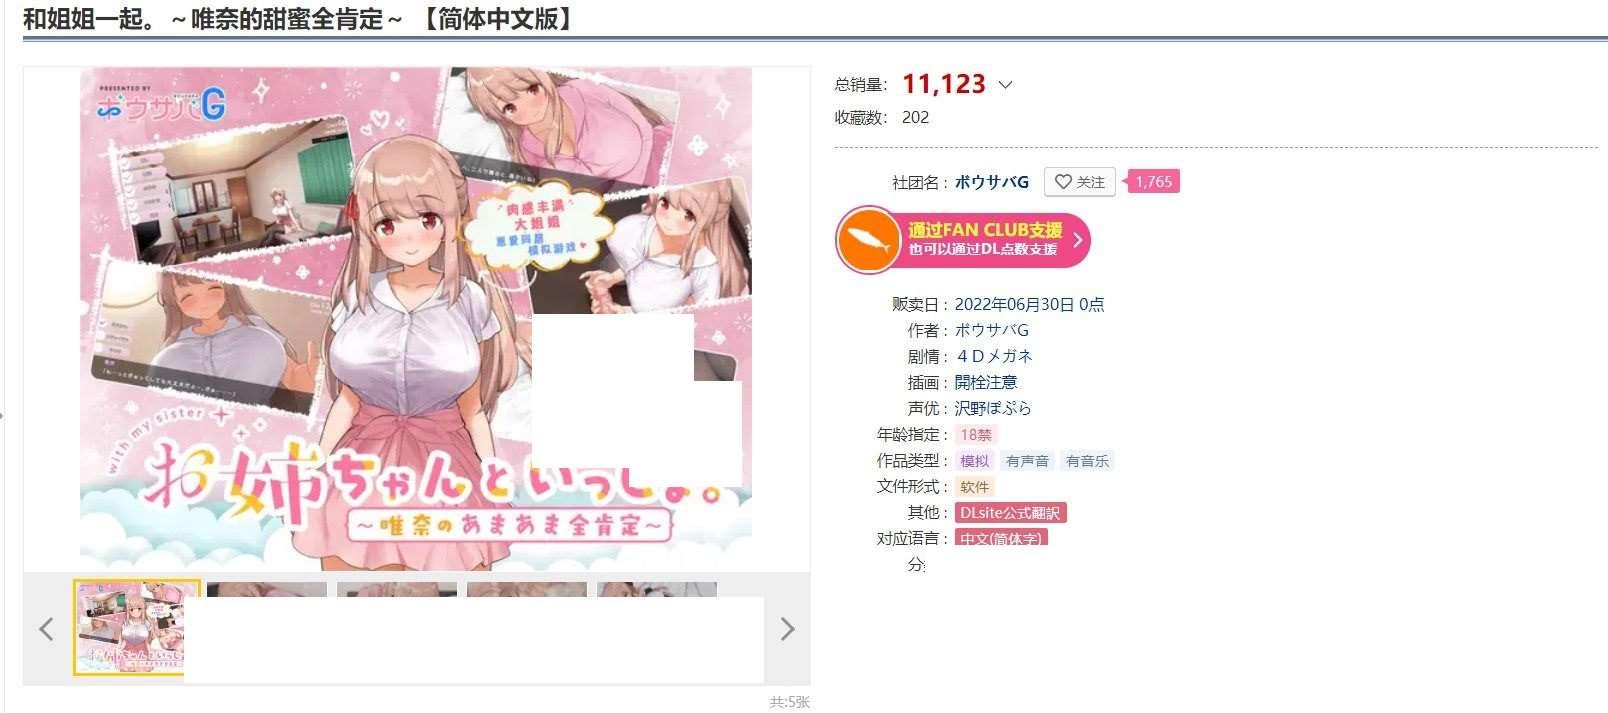 和姐姐一起。～唯奈的甜蜜全肯定～ 【简体中文版】
PRESENTED BY
ボウサバG
肉感丰满
大姐姐
恩爱同居
模拟游戏
with my sister
お姉ちゃんといっしょ。
～唯奈のあまあま全肯定～
共:5张
总销量： 11,123
收藏数： 202
社团名 : ボウサバG 关注 1,765
通过FAN CLUB支援
也可以通过DL点数支援
贩卖日 : 2022年06月30日 0点
作者 : ボウサバG
剧情 : ４Ｄメガネ
插画 : 開栓注意
声优 : 沢野ぽぷら
年龄指定 : 18禁
作品类型 : 模拟 有声音 有音乐
文件形式 : 软件
其他 : DLsite公式翻訳
对应语言 : 中文(简体字)
分